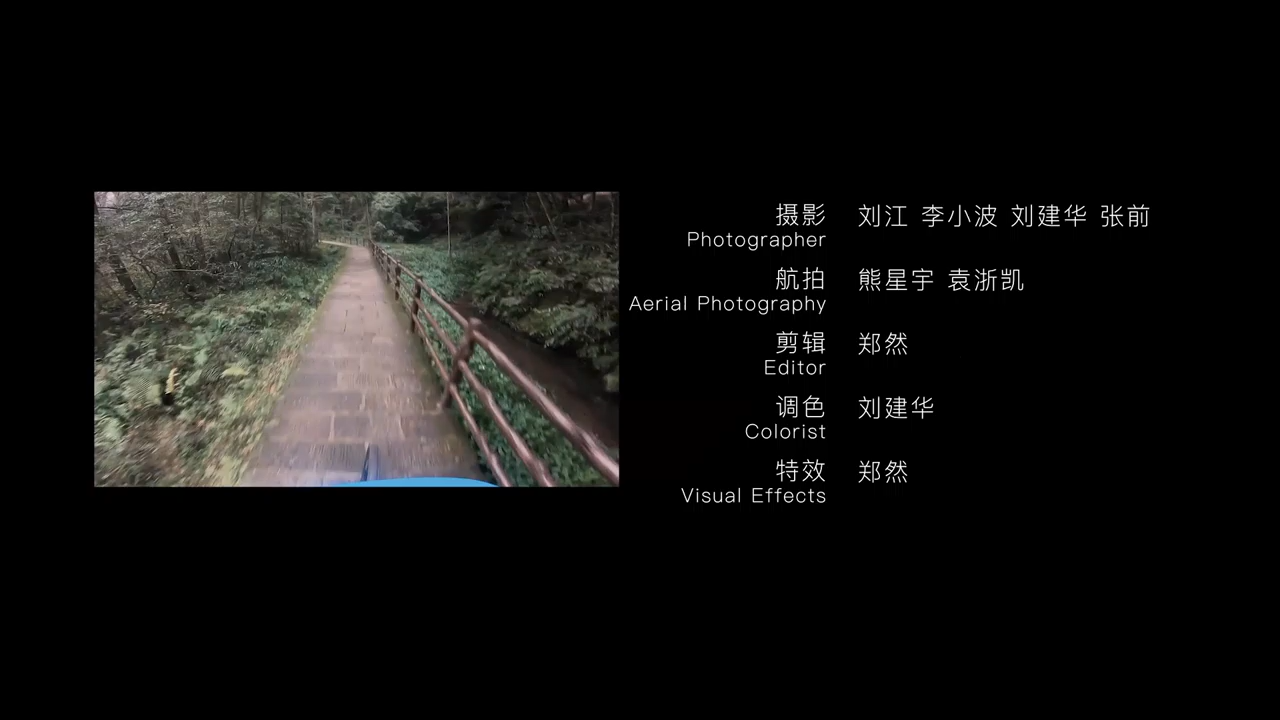 摄影 刘江 李小波 刘建华 张前
Photographer
航拍 熊星宇 袁浙凯
Aerial Photography
剪辑 郑然
Editor
调色 刘建华
Colorist
特效 郑然
Visual Effects